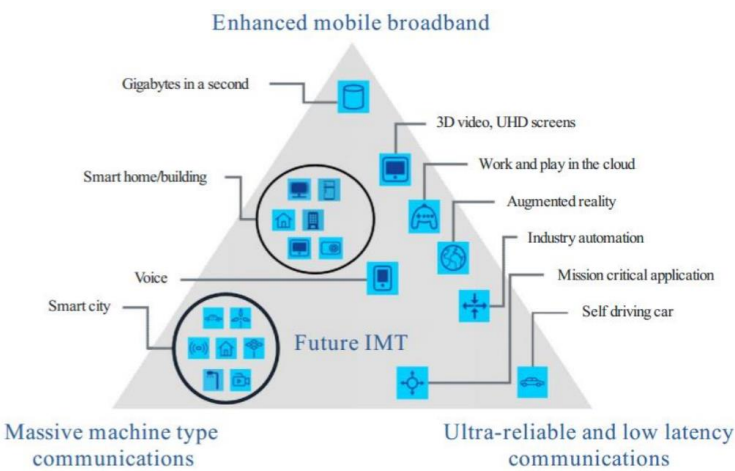 Enhanced mobile broadband
Gigabytes in a second
3D video, UHD screens
Work and play in the cloud
Smart home/building
Augmented reality
Industry automation
Mission critical application
Voice
Smart city
Self driving car
Future IMT
Massive machine type
communications
Ultra-reliable and low latency
communications